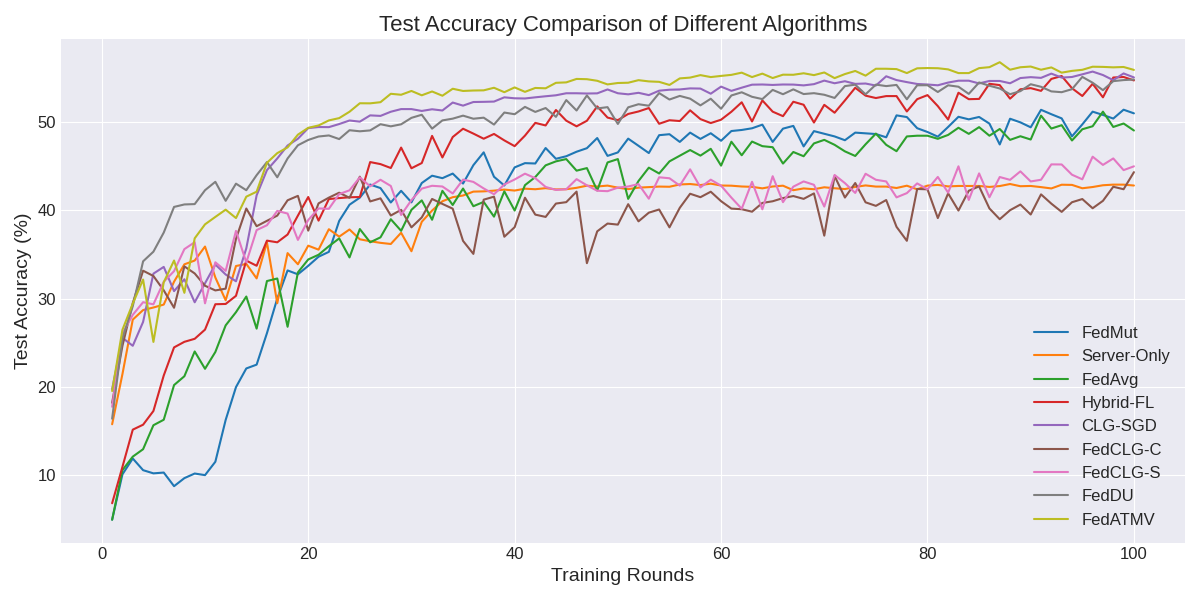 Test Accuracy Comparison of Different Algorithms
Test Accuracy (%)
50
40
30
20
10
0
20
40
60
80
100
Training Rounds
FedMut
Server-Only
FedAvg
Hybrid-FL
CLG-SGD
FedCLG-C
FedCLG-S
FedDU
FedATMV